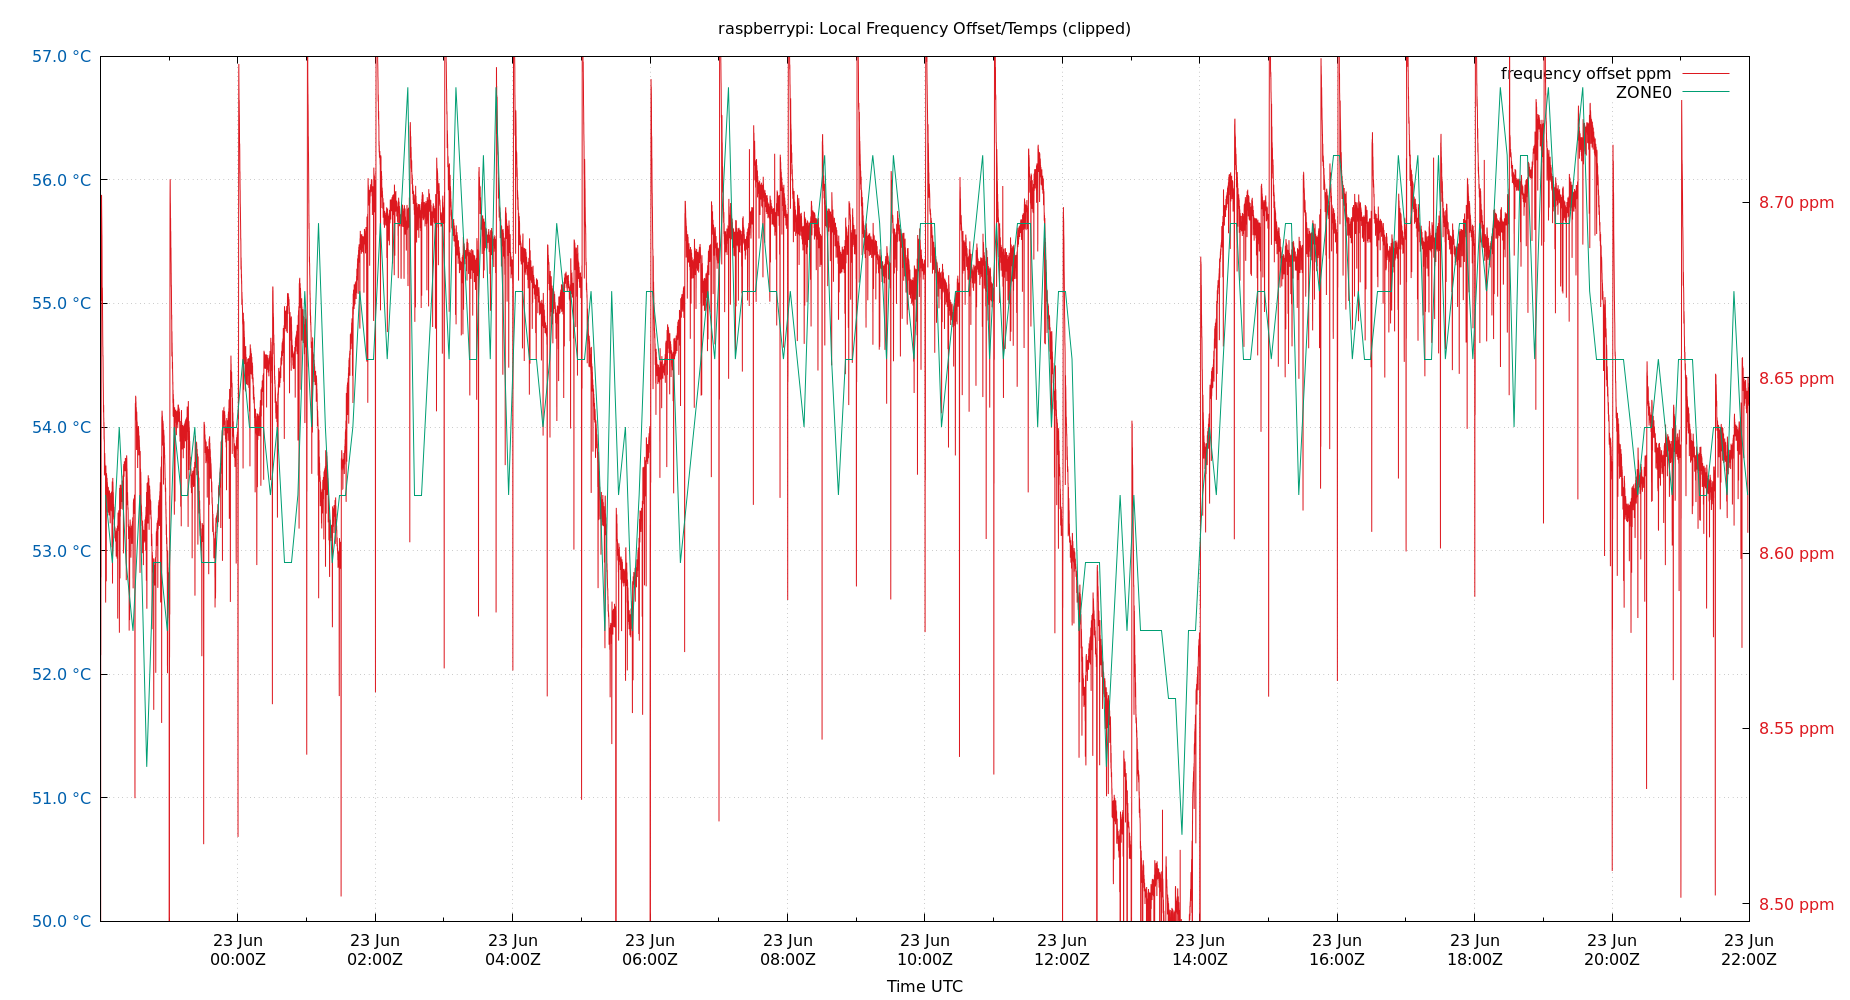 raspberrypi: Local Frequency Offset/Temps (clipped)
57.0 °C
56.0 °C
55.0 °C
54.0 °C
53.0 °C
52.0 °C
51.0 °C
50.0 °C
frequency offset ppm
ZONE0
8.70 ppm
8.65 ppm
8.60 ppm
8.55 ppm
8.50 ppm
23 Jun 23 Jun 23 Jun 23 Jun 23 Jun 23 Jun 23 Jun 23 Jun 23 Jun 23 Jun 23 Jun 23 Jun
00:00Z 02:00Z 04:00Z 06:00Z 08:00Z 10:00Z 12:00Z 14:00Z 16:00Z 18:00Z 20:00Z 22:00Z
Time UTC